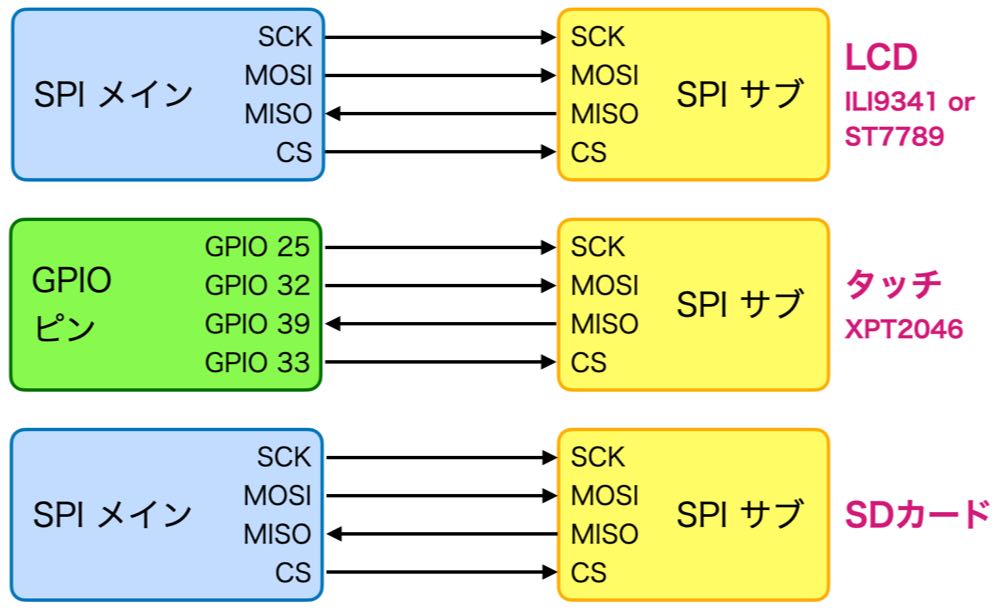 SPI メイン
SCK
MOSI
MISO
CS
SCK
MOSI
MISO
CS
SPI サブ
LCD
ILI9341 or
ST7789
GPIO
ピン
GPIO 25
GPIO 32
GPIO 39
GPIO 33
SCK
MOSI
MISO
CS
SPI サブ
タッチ
XPT2046
SPI メイン
SCK
MOSI
MISO
CS
SCK
MOSI
MISO
CS
SPI サブ
SDカード